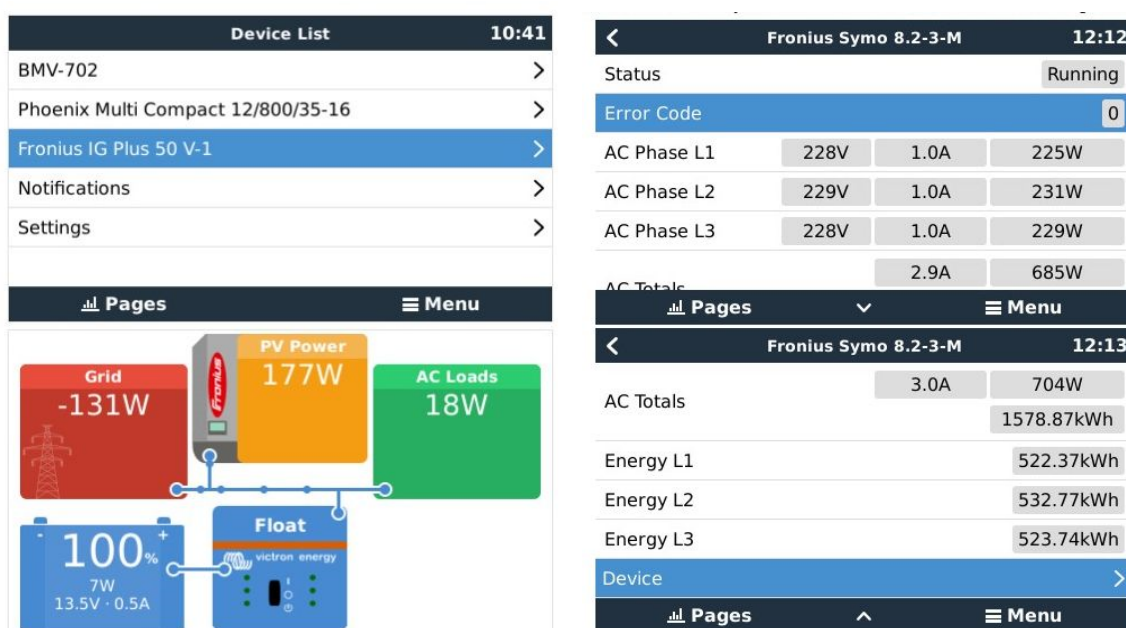 Device List 10:41
BMV-702
Phoenix Multi Compact 12/800/35-16
Fronius IG Plus 50 V-1
Notifications
Settings
Pages Menu
Grid
-131W
Fronius
PV Power
177W
AC Loads
18W
- 100% +
7W
13.5V · 0.5A
Float
victron energy
Fronius Symo 8.2-3-M 12:12
Status Running
Error Code 0
AC Phase L1 228V 1.0A 225W
AC Phase L2 229V 1.0A 231W
AC Phase L3 228V 1.0A 229W
AC Totals 2.9A 685W
Pages Menu
Fronius Symo 8.2-3-M 12:13
AC Totals 3.0A 704W
1578.87kWh
Energy L1 522.37kWh
Energy L2 532.77kWh
Energy L3 523.74kWh
Device
Pages Menu